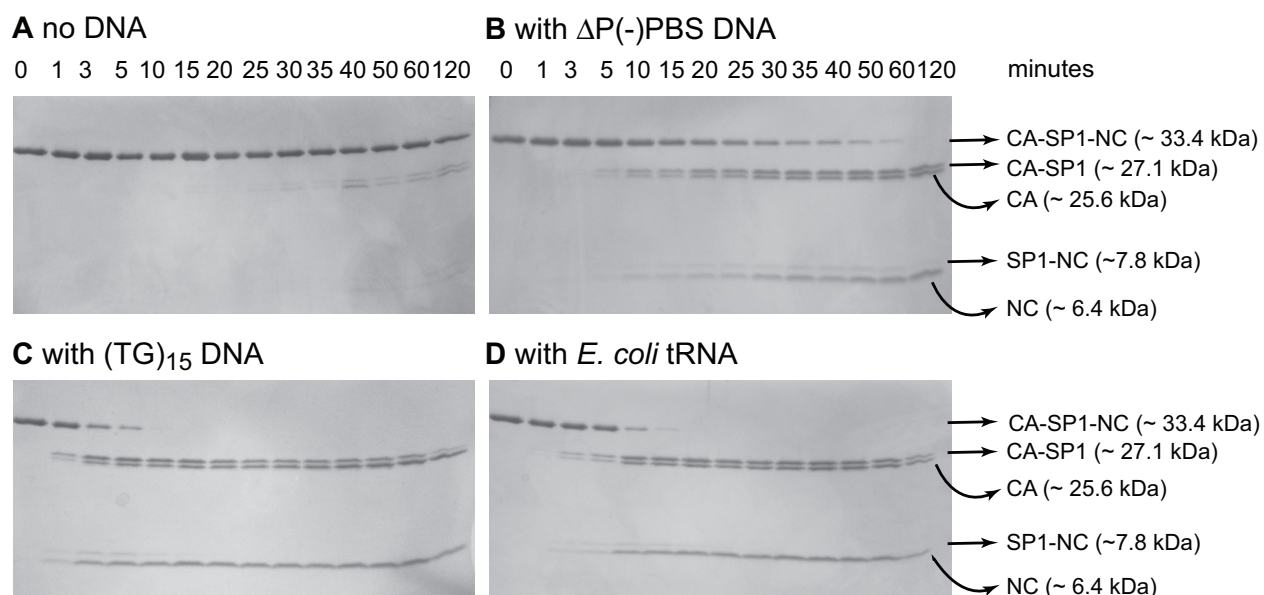 A no DNA
B with ΔP(-)PBS DNA
0 1 3 5 10 15 20 25 30 35 40 50 60 120
0 1 3 5 10 15 20 25 30 35 40 50 60 120 minutes
CA-SP1-NC (~ 33.4 kDa)
CA-SP1 (~ 27.1 kDa)
CA (~ 25.6 kDa)
SP1-NC (~7.8 kDa)
NC (~ 6.4 kDa)
C with (TG)15 DNA
D with E. coli tRNA
CA-SP1-NC (~ 33.4 kDa)
CA-SP1 (~ 27.1 kDa)
CA (~ 25.6 kDa)
SP1-NC (~7.8 kDa)
NC (~ 6.4 kDa)